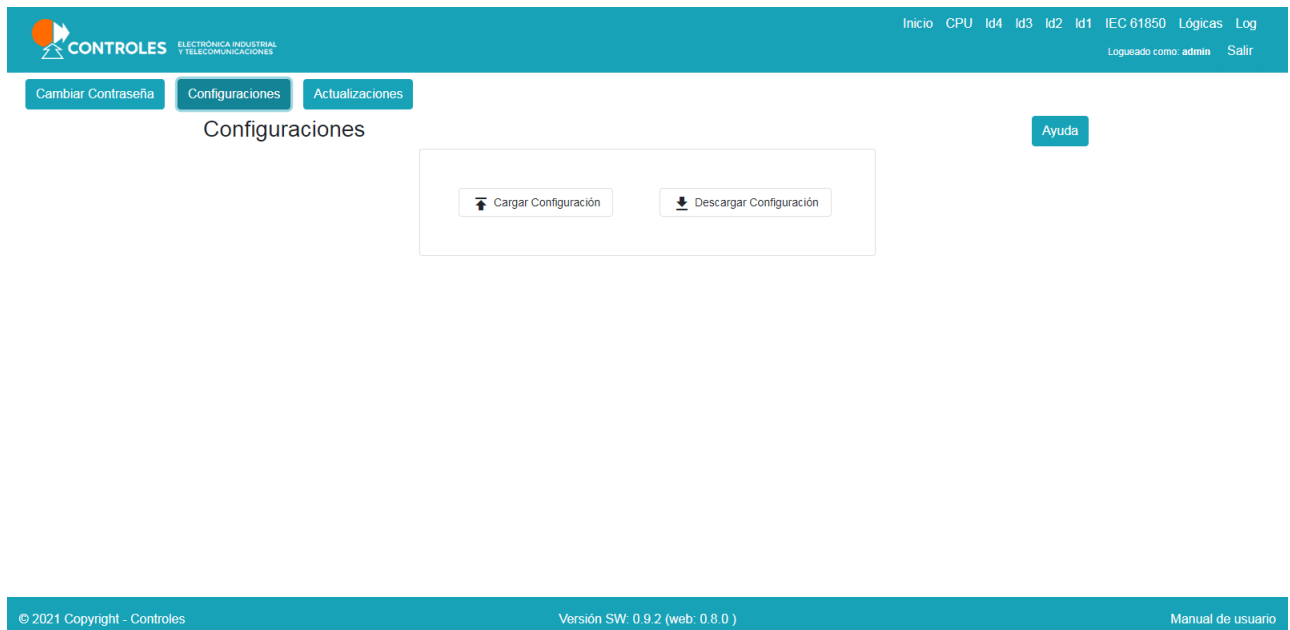 CONTROLES ELECTRÓNICA INDUSTRIAL
Y TELECOMUNICACIONES
Inicio CPU Id4 Id3 Id2 Id1 IEC 61850 Lógicas Log
Logueado como: admin Salir
Cambiar Contraseña Configuraciones Actualizaciones
Configuraciones
Ayuda
Cargar Configuración Descargar Configuración
© 2021 Copyright - Controles Versión SW: 0.9.2 (web: 0.8.0 ) Manual de usuario